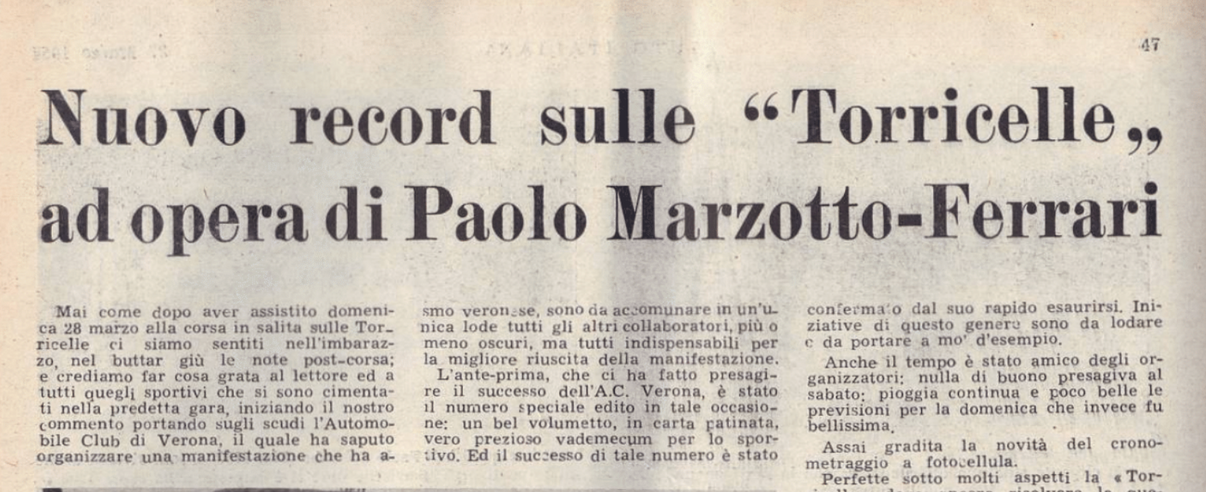 47
Nuovo record sulle “Torricelle„
ad opera di Paolo Marzotto-Ferrari
Mai come dopo aver assistito domeni-
ca 28 marzo alla corsa in salita sulle Tor-
ricelle ci siamo sentiti nell'imbaraz-
zo, nel buttar giù le note post-corsa;
e crediamo far cosa grata al lettore ed a
tutti quegli sportivi che si sono cimenta-
ti nella predetta gara, iniziando il nostro
commento portando sugli scudi l'Automo-
bile Club di Verona, il quale ha saputo
organizzare una manifestazione che ha a-
smo veronese, sono da accomunare in un'u-
nica lode tutti gli altri collaboratori, più o
meno oscuri, ma tutti indispensabili per
la migliore riuscita della manifestazione.
L'ante-prima, che ci ha fatto presagi-
re il successo dell'A.C. Verona, è stato
il numero speciale edito in tale occasio-
ne: un bel volumetto, in carta patinata,
vero prezioso vademecum per lo spor-
tivo. Ed il successo di tale numero è stato
confermato dal suo rapido esaurirsi. Ini-
ziative di questo genere sono da lodare
e da portare a mo' d'esempio.
Anche il tempo è stato amico degli or-
ganizzatori: nulla di buono presagiva al
sabato: pioggia continua e poco belle le
previsioni per la domenica che invece fu
bellissima.
Assai gradita la novità del crono-
metraggio a fotocellula.
Perfette sotto molti aspetti la «Tor-